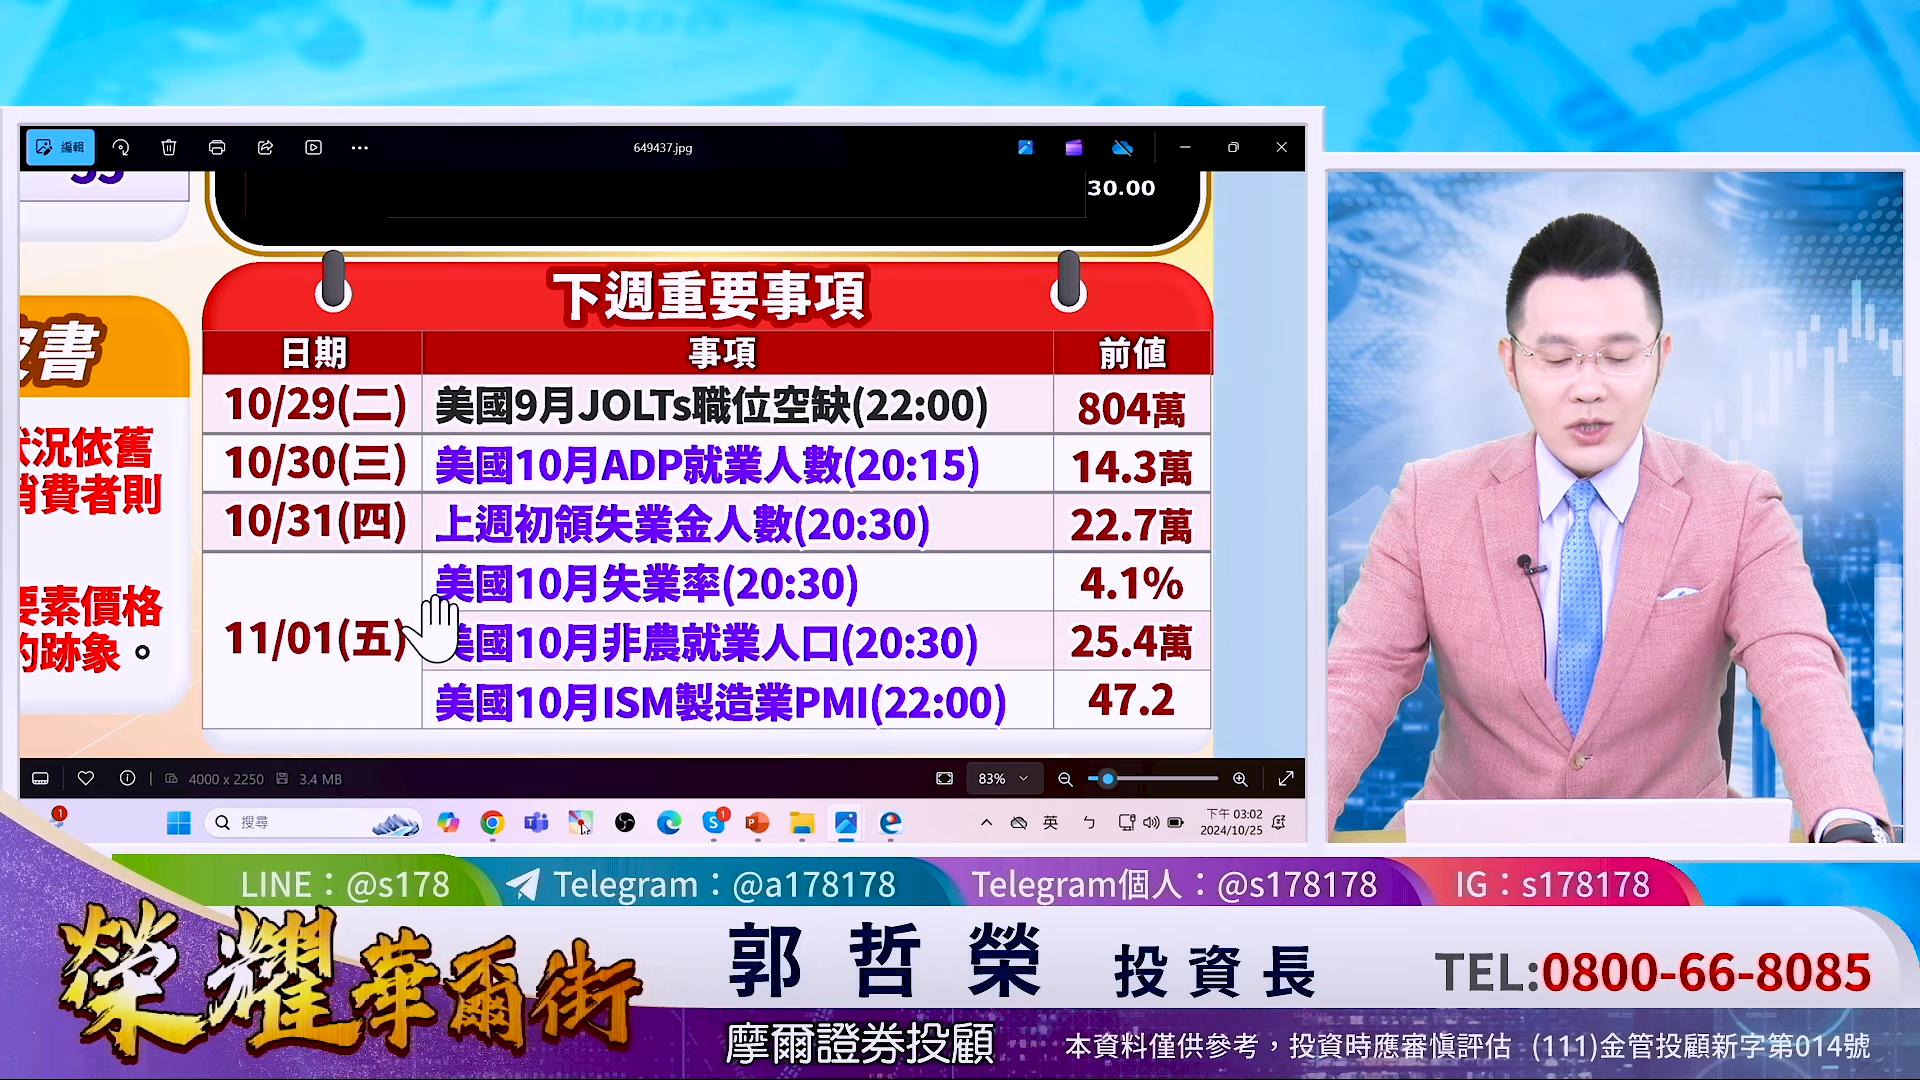 編輯
649437.jpg
30.00
書
狀況依舊
消費者則
要素價格
的跡象。
下週重要事項
日期 事項 前值
10/29(二) 美國9月JOLTs職位空缺(22:00) 804萬
10/30(三) 美國10月ADP就業人數(20:15) 14.3萬
10/31(四) 上週初領失業金人數(20:30) 22.7萬
11/01(五) 美國10月失業率(20:30) 4.1%
美國10月非農就業人口(20:30) 25.4萬
美國10月ISM製造業PMI(22:00) 47.2
4000 x 2250 3.4 MB 83%
1 搜尋 1 英 ㄅ 下午 03:02
2024/10/25
LINE：@s178 Telegram：@a178178 Telegram個人：@s178178 IG：s178178
榮耀華爾街
郭哲榮 投資長 TEL:0800-66-8085
摩爾證券投顧 本資料僅供參考，投資時應審慎評估 (111)金管投顧新字第014號